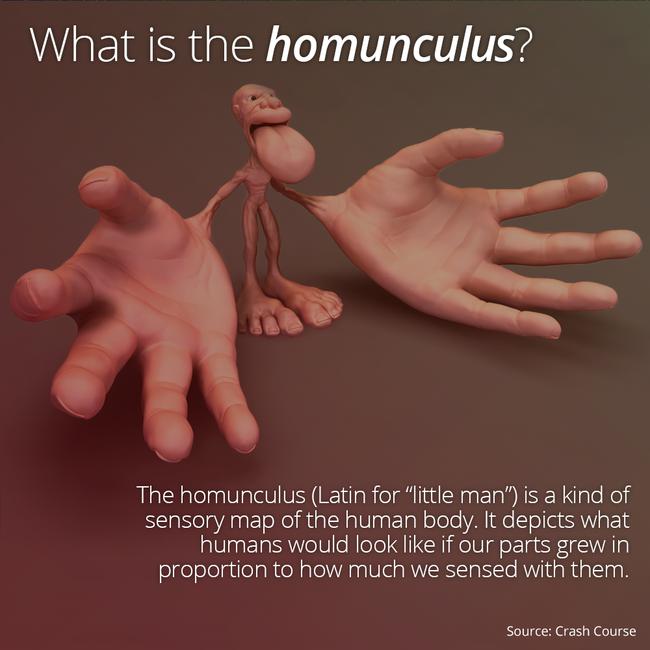 What is the homunculus?
The homunculus (Latin for “little man”) is a kind of
sensory map of the human body. It depicts what
humans would look like if our parts grew in
proportion to how much we sensed with them.
Source: Crash Course